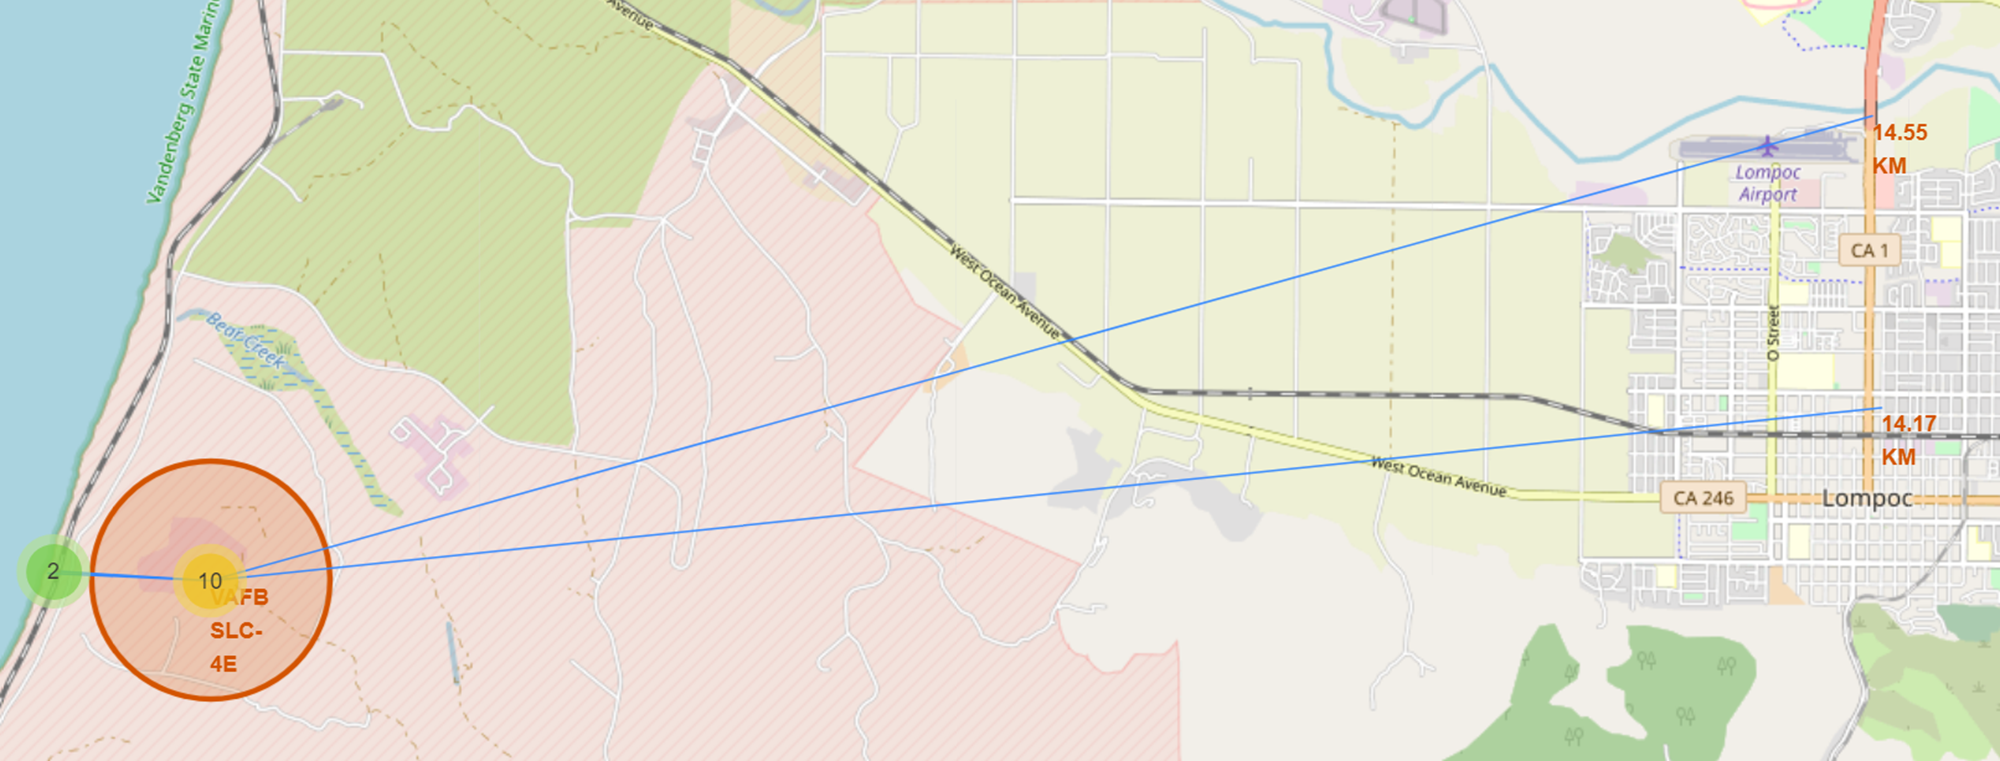 Avenue
Vandenberg State Marin
14.55
KM
Lompoc
Airport
CA 1
West Ocean Avenue
Bear Creek
O Street
14.17
KM
West Ocean Avenue
CA 246
Lompoc
2
10
VAFB
SLC-
4E